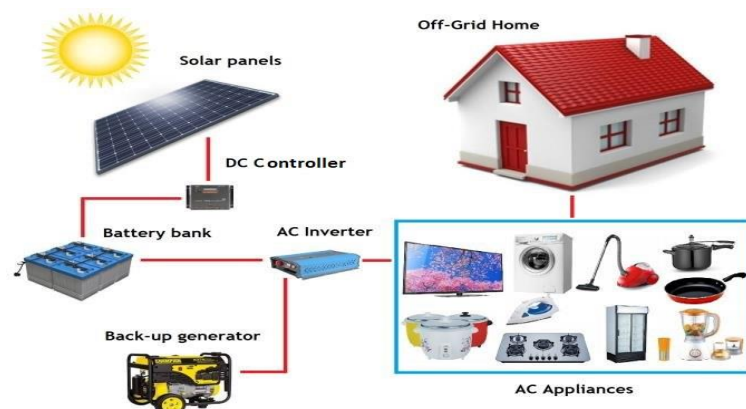 Off-Grid Home
Solar panels
DC Controller
Battery bank
AC Inverter
Back-up generator
AC Appliances